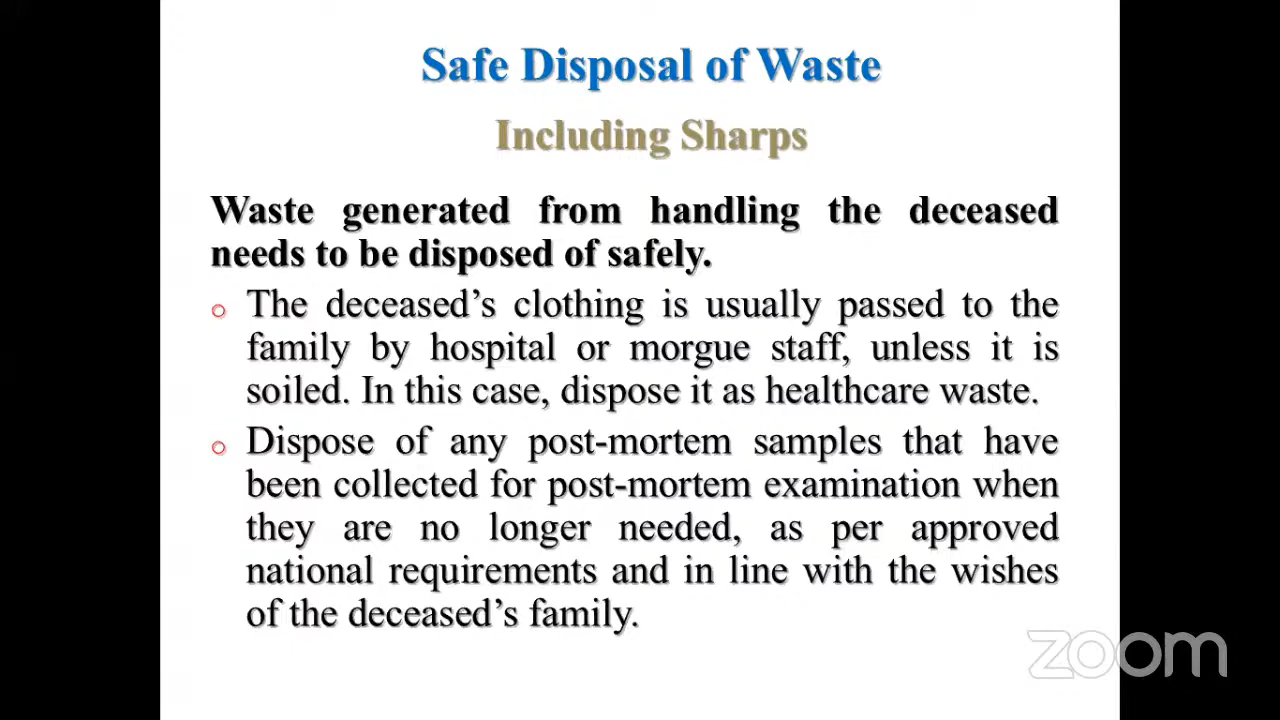 Safe Disposal of Waste
Including Sharps
Waste generated from handling the deceased
needs to be disposed of safely.
The deceased’s clothing is usually passed to the
family by hospital or morgue staff, unless it is
soiled. In this case, dispose it as healthcare waste.
Dispose of any post-mortem samples that have
been collected for post-mortem examination when
they are no longer needed, as per approved
national requirements and in line with the wishes
of the deceased’s family.
zoom